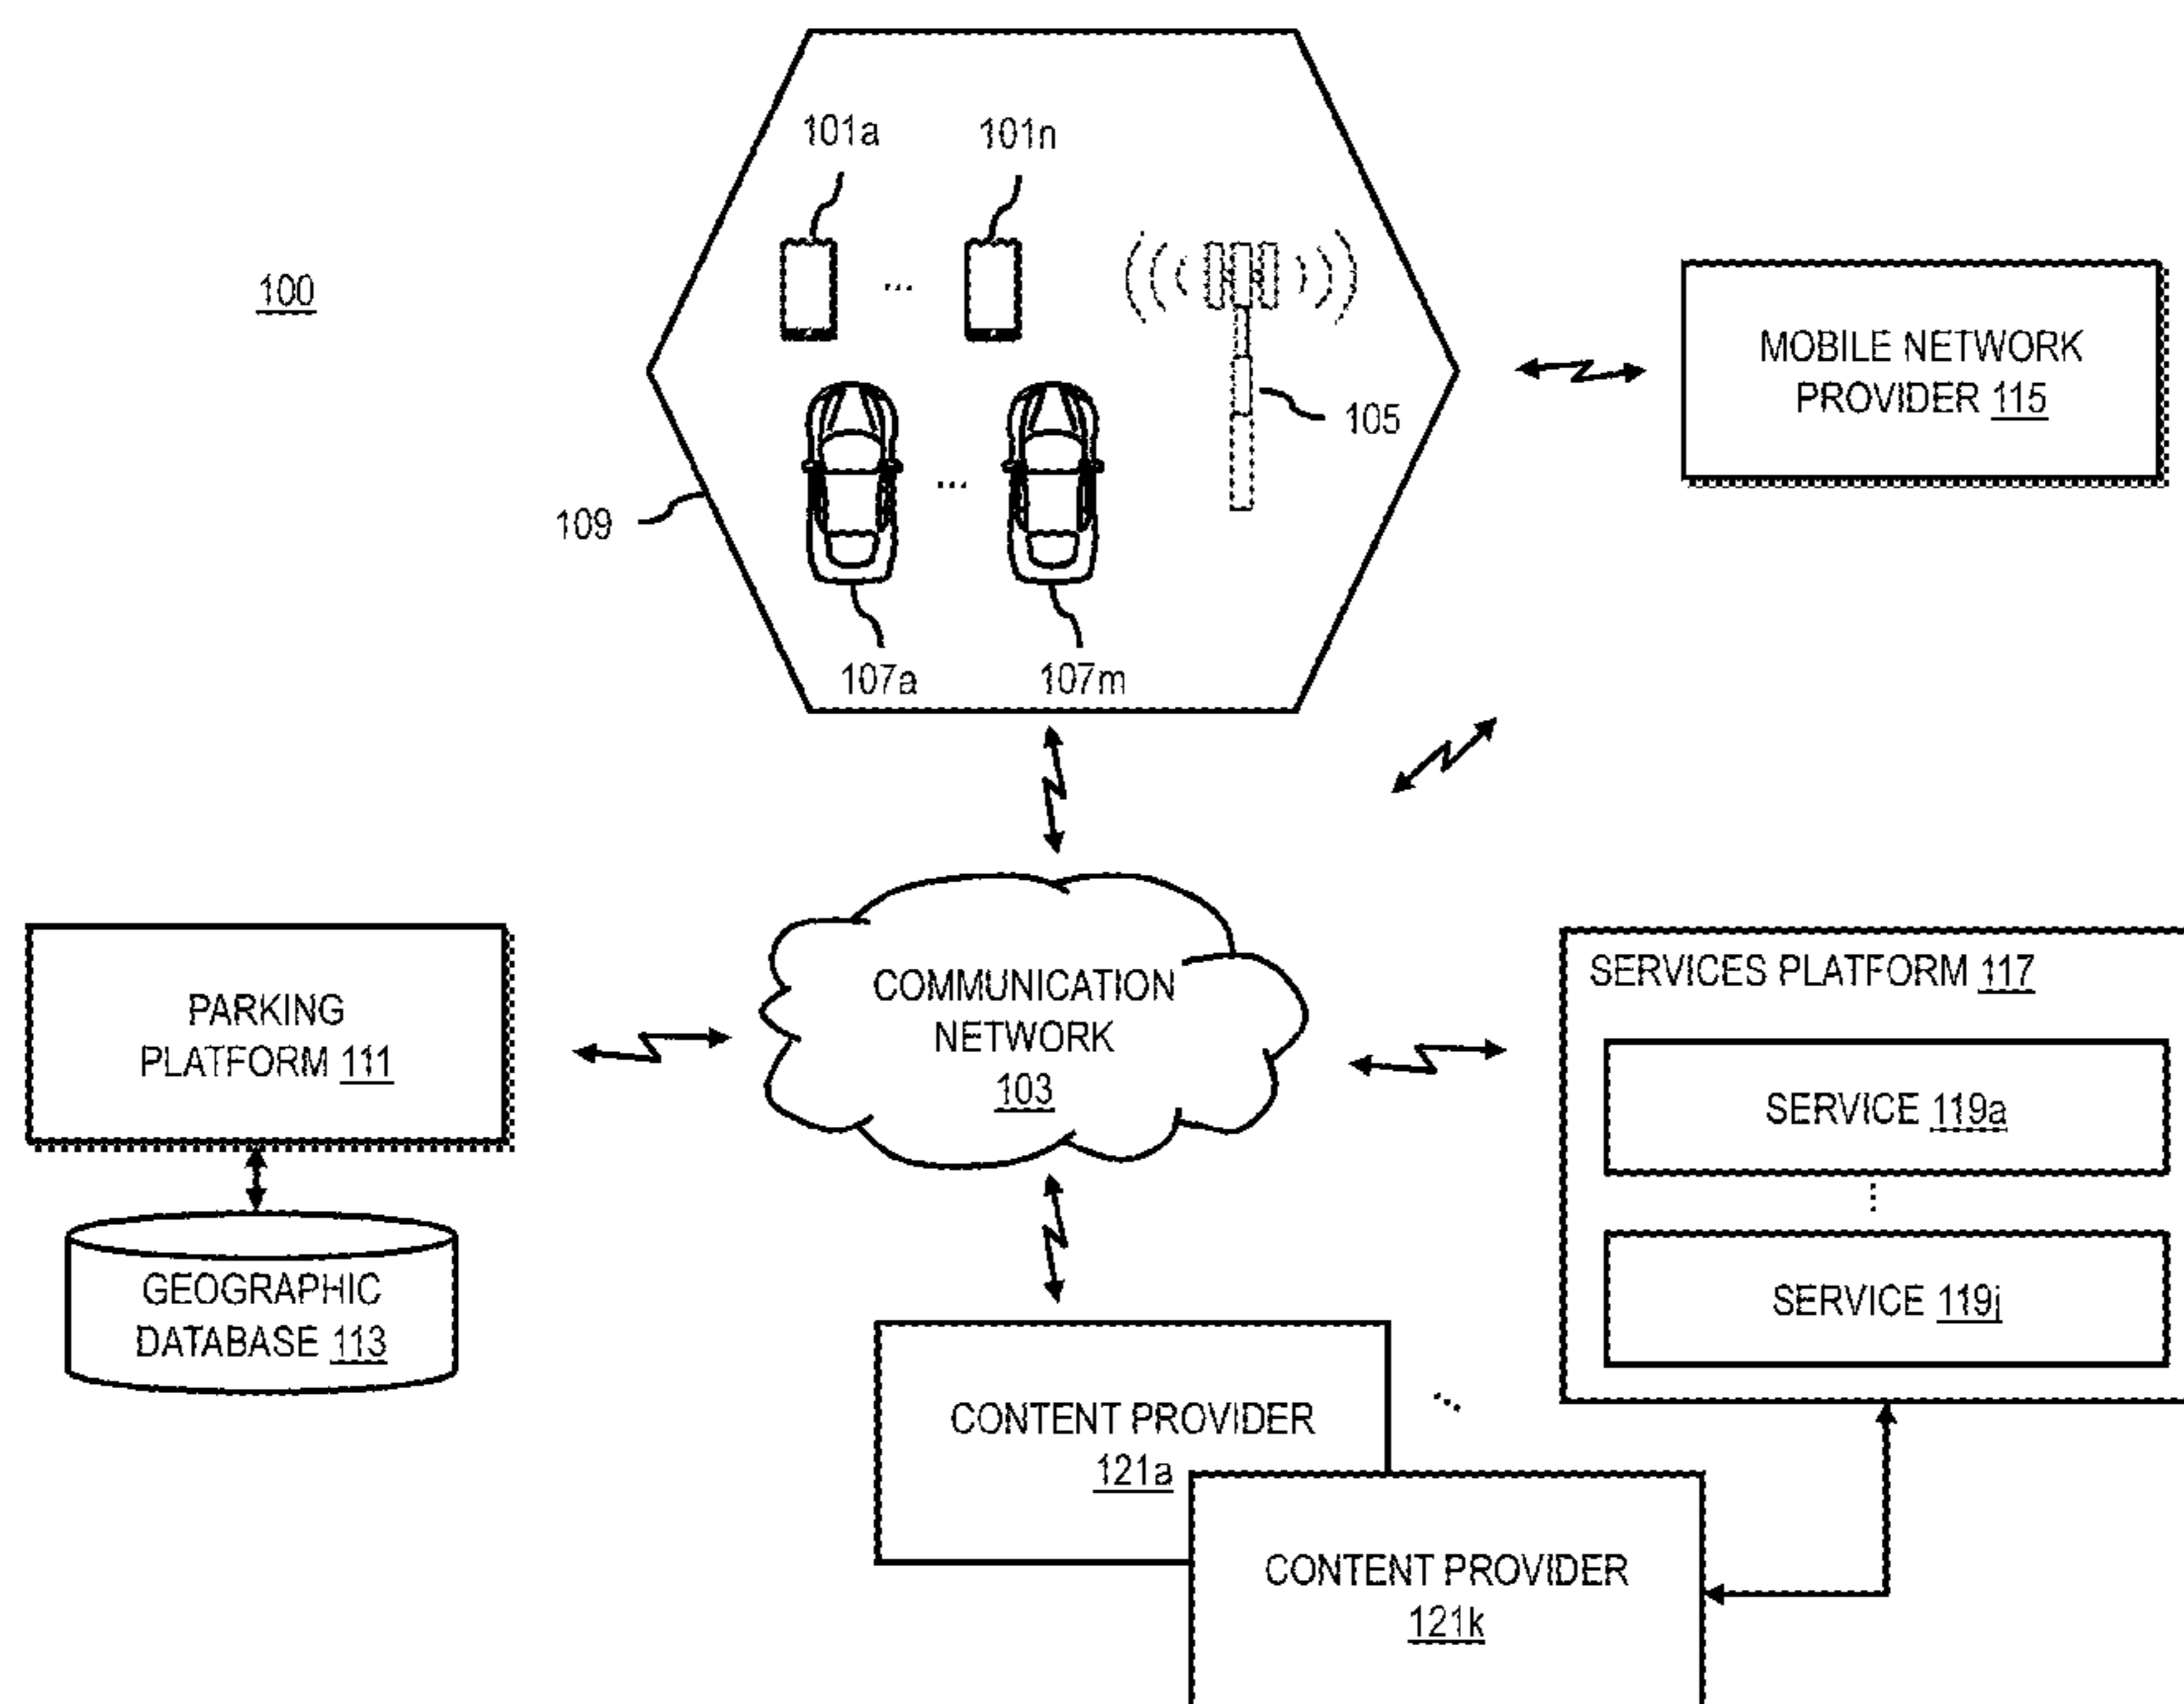 101a
101n
100
MOBILE NETWORK
PROVIDER 115
105
109
107a
107m
COMMUNICATION
NETWORK
103
PARKING
PLATFORM 111
SERVICES PLATFORM 117
SERVICE 119a
...
SERVICE 119j
GEOGRAPHIC
DATABASE 113
CONTENT PROVIDER
121a
...
CONTENT PROVIDER
121k